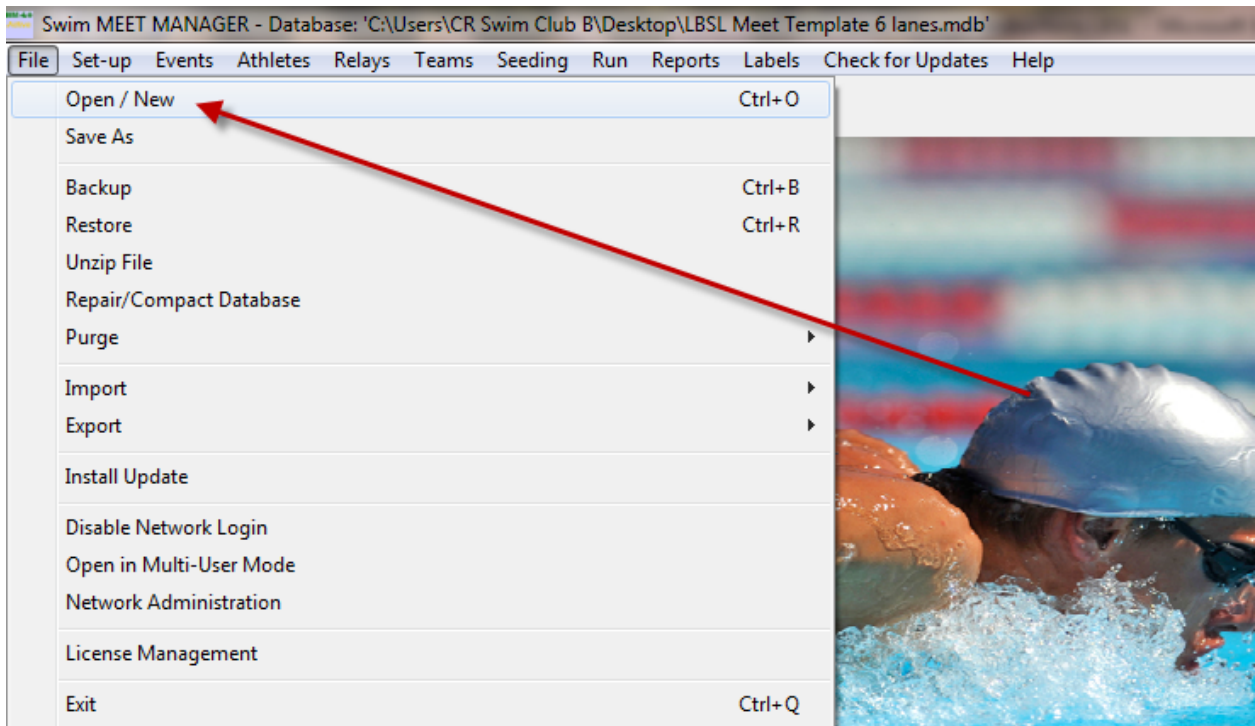 Swim MEET MANAGER - Database: 'C:\Users\CR Swim Club B\Desktop\LBSL Meet Template 6 lanes.mdb'
File Set-up Events Athletes Relays Teams Seeding Run Reports Labels Check for Updates Help
Open / New Ctrl+O
Save As
Backup Ctrl+B
Restore Ctrl+R
Unzip File
Repair/Compact Database
Purge
Import
Export
Install Update
Disable Network Login
Open in Multi-User Mode
Network Administration
License Management
Exit Ctrl+Q